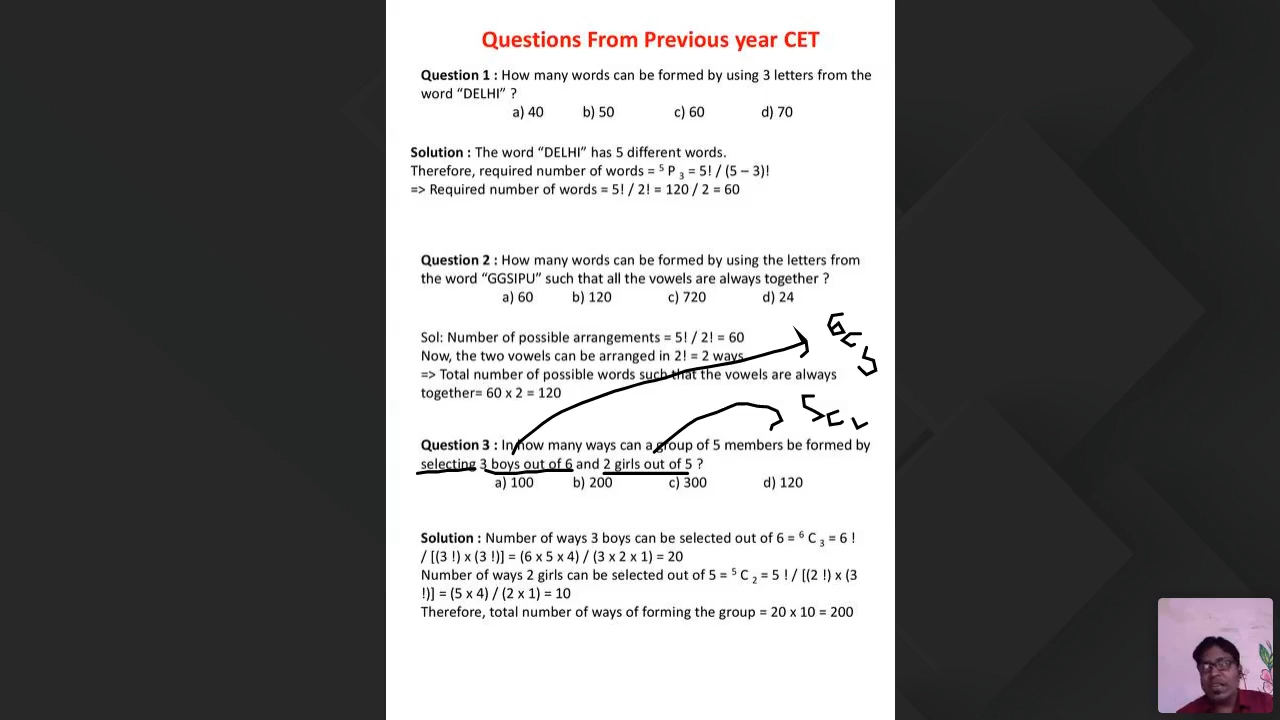 Questions From Previous year CET
Question 1 : How many words can be formed by using 3 letters from the
word “DELHI” ?
a) 40 b) 50 c) 60 d) 70
Solution : The word “DELHI” has 5 different words.
Therefore, required number of words = ⁵ P ₃ = 5! / (5 – 3)!
=> Required number of words = 5! / 2! = 120 / 2 = 60
Question 2 : How many words can be formed by using the letters from
the word “GGSIPU” such that all the vowels are always together ?
a) 60 b) 120 c) 720 d) 24
Sol: Number of possible arrangements = 5! / 2! = 60
Now, the two vowels can be arranged in 2! = 2 ways
=> Total number of possible words such that the vowels are always
together= 60 x 2 = 120
6C3
5C2
Question 3 : In how many ways can a group of 5 members be formed by
selecting 3 boys out of 6 and 2 girls out of 5 ?
a) 100 b) 200 c) 300 d) 120
Solution : Number of ways 3 boys can be selected out of 6 = ⁶ C ₃ = 6 !
/ [(3 !) x (3 !)] = (6 x 5 x 4) / (3 x 2 x 1) = 20
Number of ways 2 girls can be selected out of 5 = ⁵ C ₂ = 5 ! / [(2 !) x (3
!)] = (5 x 4) / (2 x 1) = 10
Therefore, total number of ways of forming the group = 20 x 10 = 200